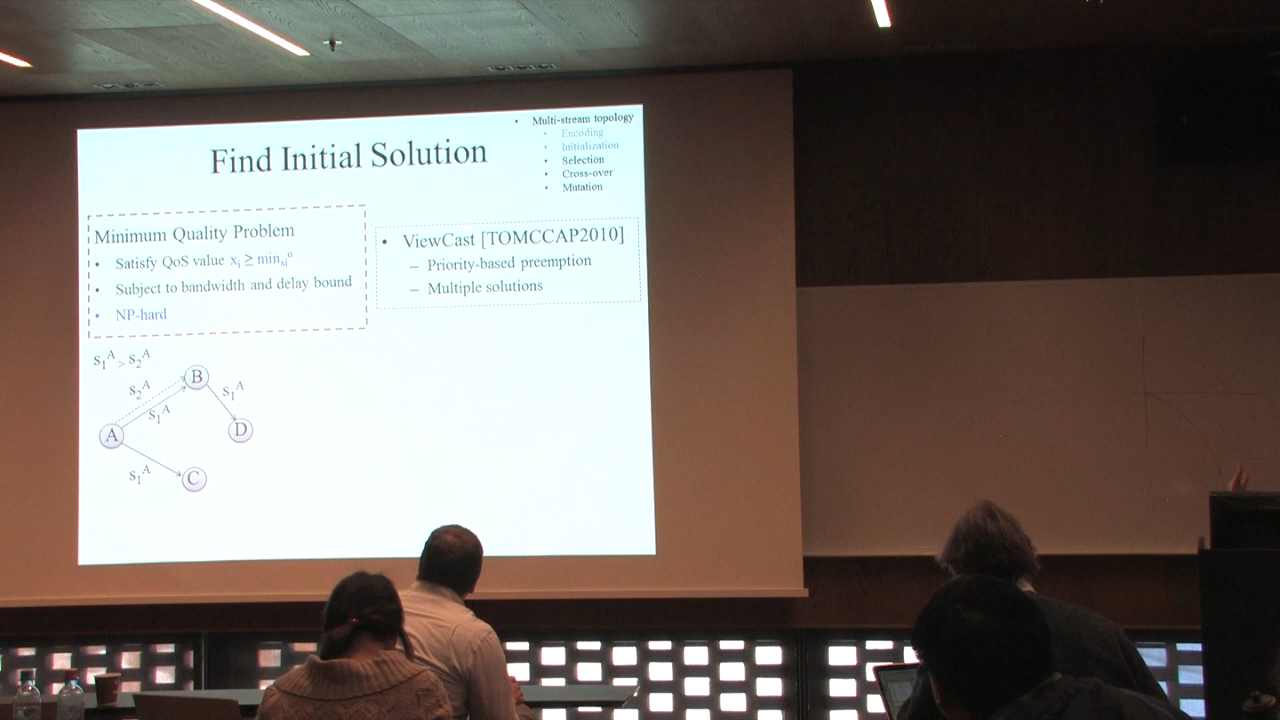 Find Initial Solution
• Multi-stream topology
• Encoding
• Initialization
• Selection
• Cross-over
• Mutation
Minimum Quality Problem
• Satisfy QoS value xᵢ ≥ min_xᵢᵅ
• Subject to bandwidth and delay bound
• NP-hard
• ViewCast [TOMCCAP2010]
– Priority-based preemption
– Multiple solutions
S₁ᴬ > S₂ᴬ
B
S₂ᴬ
S₁ᴬ
S₁ᴬ
A
D
S₁ᴬ
C